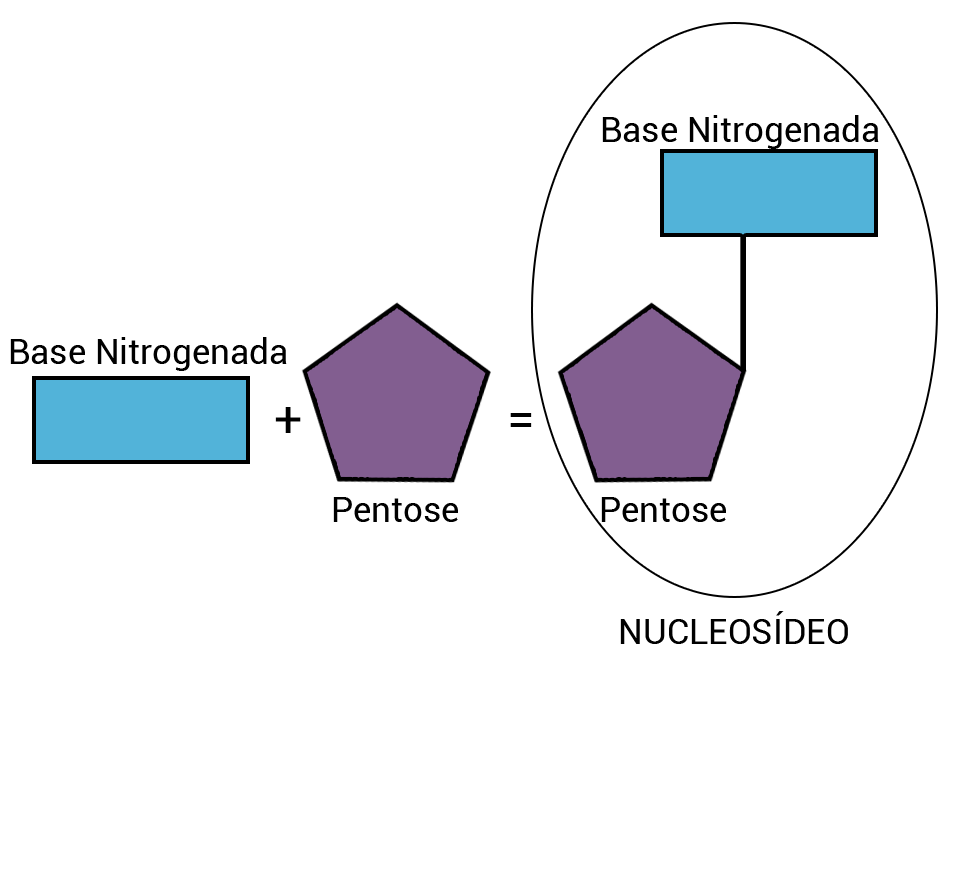 Base Nitrogenada
Base Nitrogenada
+
=
Pentose
Pentose
NUCLEOSÍDEO